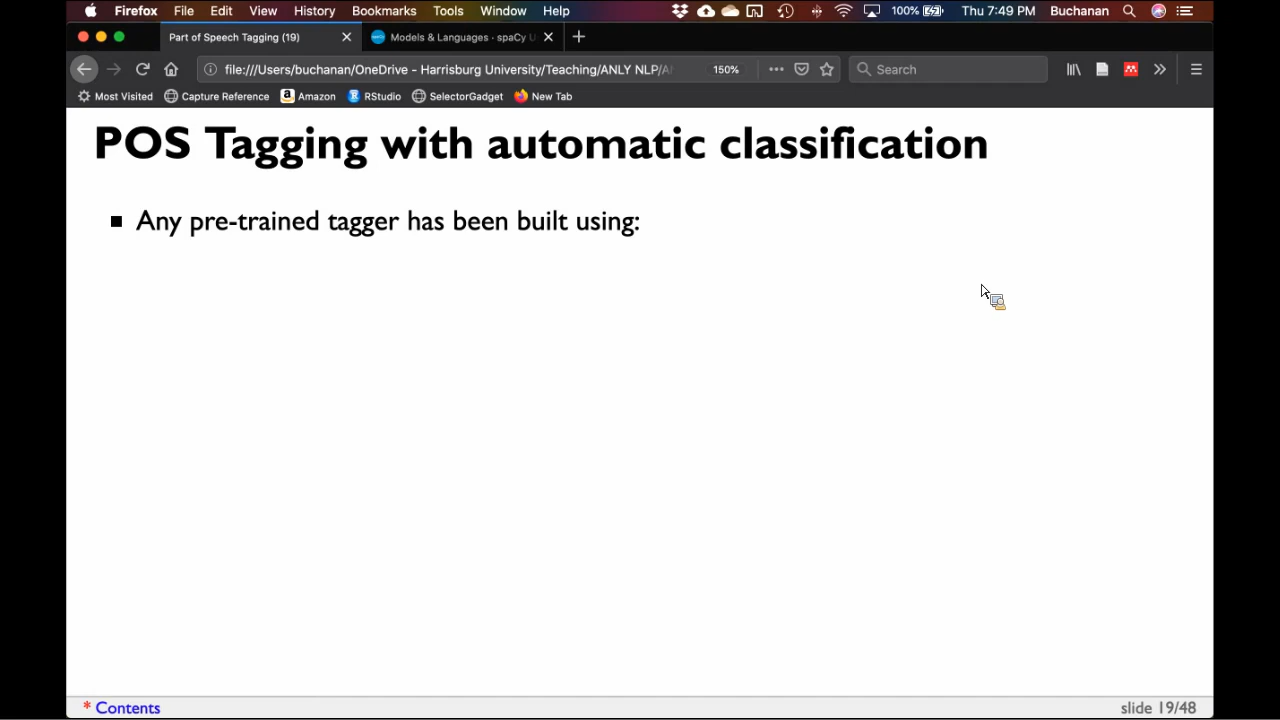 Firefox File Edit View History Bookmarks Tools Window Help 100% Thu 7:49 PM Buchanan
Part of Speech Tagging (19) Models & Languages · spaCy U
file:///Users/buchanan/OneDrive - Harrisburg University/Teaching/ANLY NLP/A 150% Search
Most Visited Capture Reference Amazon RStudio SelectorGadget New Tab
POS Tagging with automatic classification
Any pre-trained tagger has been built using:
* Contents slide 19/48